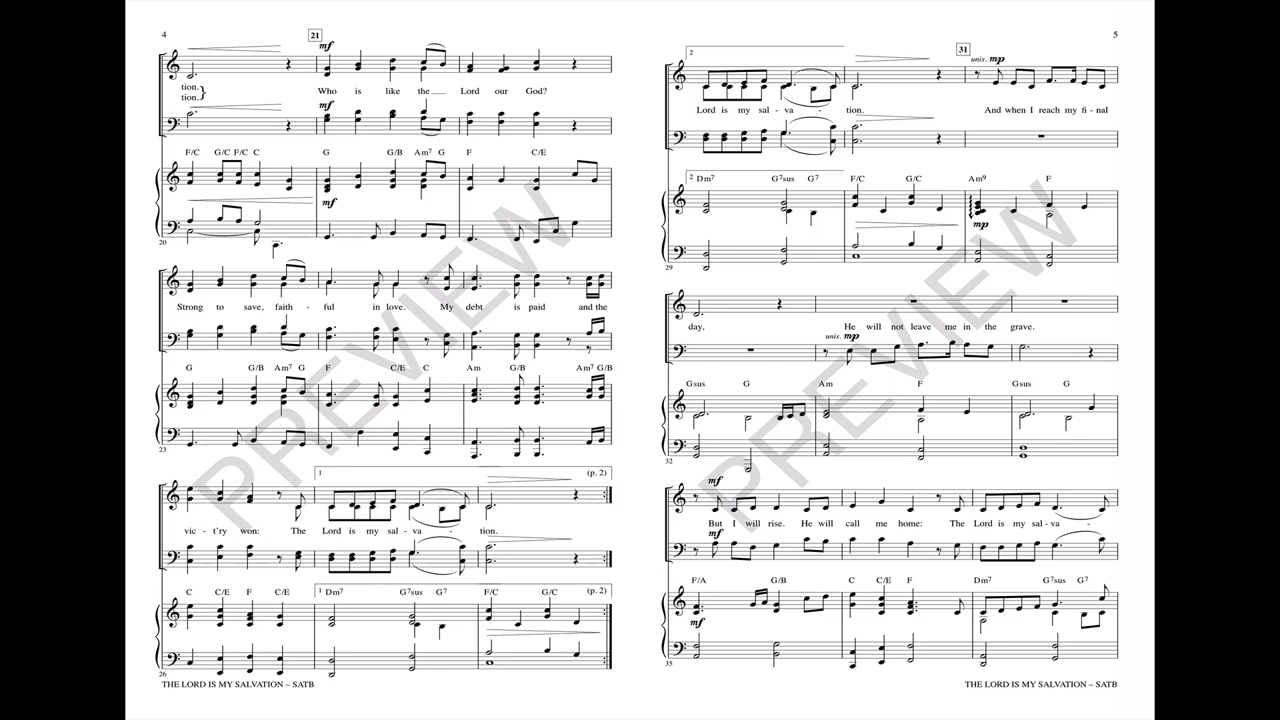 4
21
mf
tion.
tion.}
Who is like the Lord our God?
mf
F/C G/C F/C C G G/B Am7 G F C/E
mf
20
Strong to save, faith - ful in love. My debt is paid and the
G G/B Am7 G F C/E C Am G/B Am7 G/B
23
1 (p. 2)
vic - t'ry won: The Lord is my sal - va - tion.
C C/E F C/E 1 Dm7 G7sus G7 F/C G/C (p. 2)
26
THE LORD IS MY SALVATION – SATB
5
2
31
unis. mp
Lord is my sal - va - tion. And when I reach my fi - nal
2 Dm7 G7sus G7 F/C G/C Am9 F
mp
29
day, He will not leave me in the grave.
unis. mp
Gsus G Am F Gsus G
32
mf
But I will rise. He will call me home: The Lord is my sal - va -
mf
F/A G/B C C/E F Dm7 G7sus G7
mf
35
THE LORD IS MY SALVATION – SATB
PREVIEW
PREVIEW